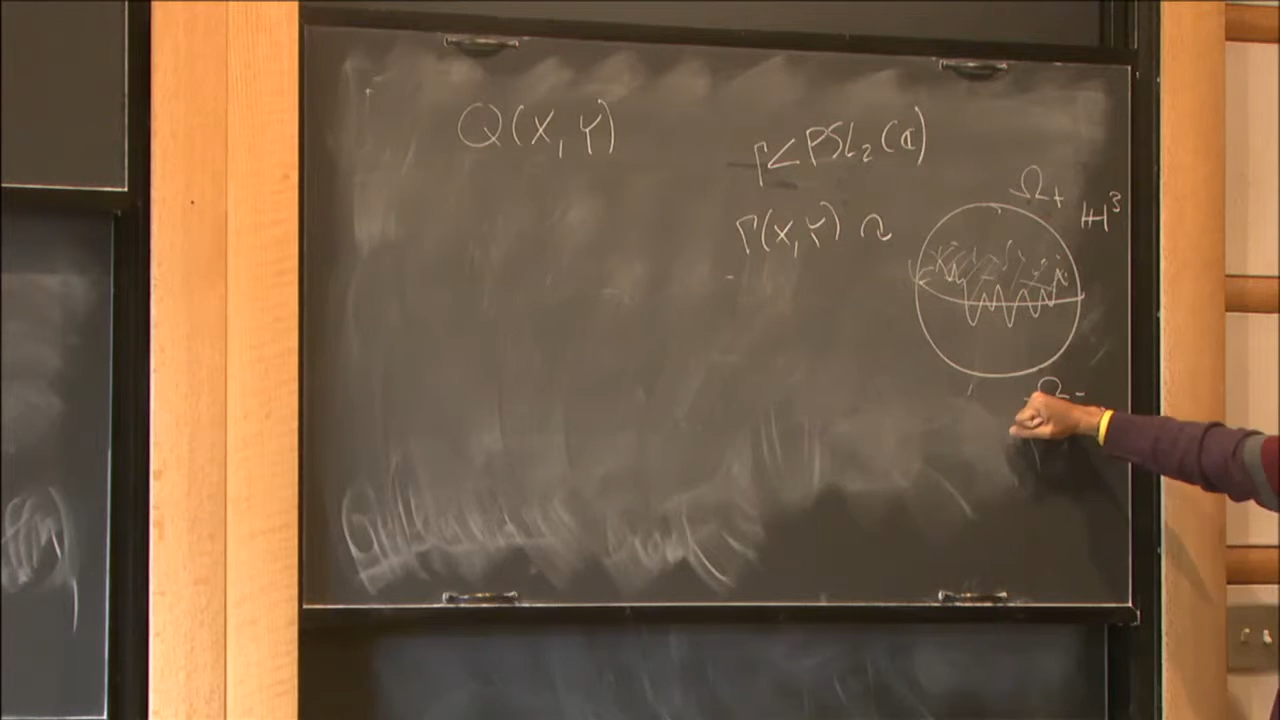 Q(X, Y)
Γ < PSL₂(ℂ)
Γ(X, Y) ↷
Ω₊
ℍ³
Ω₋